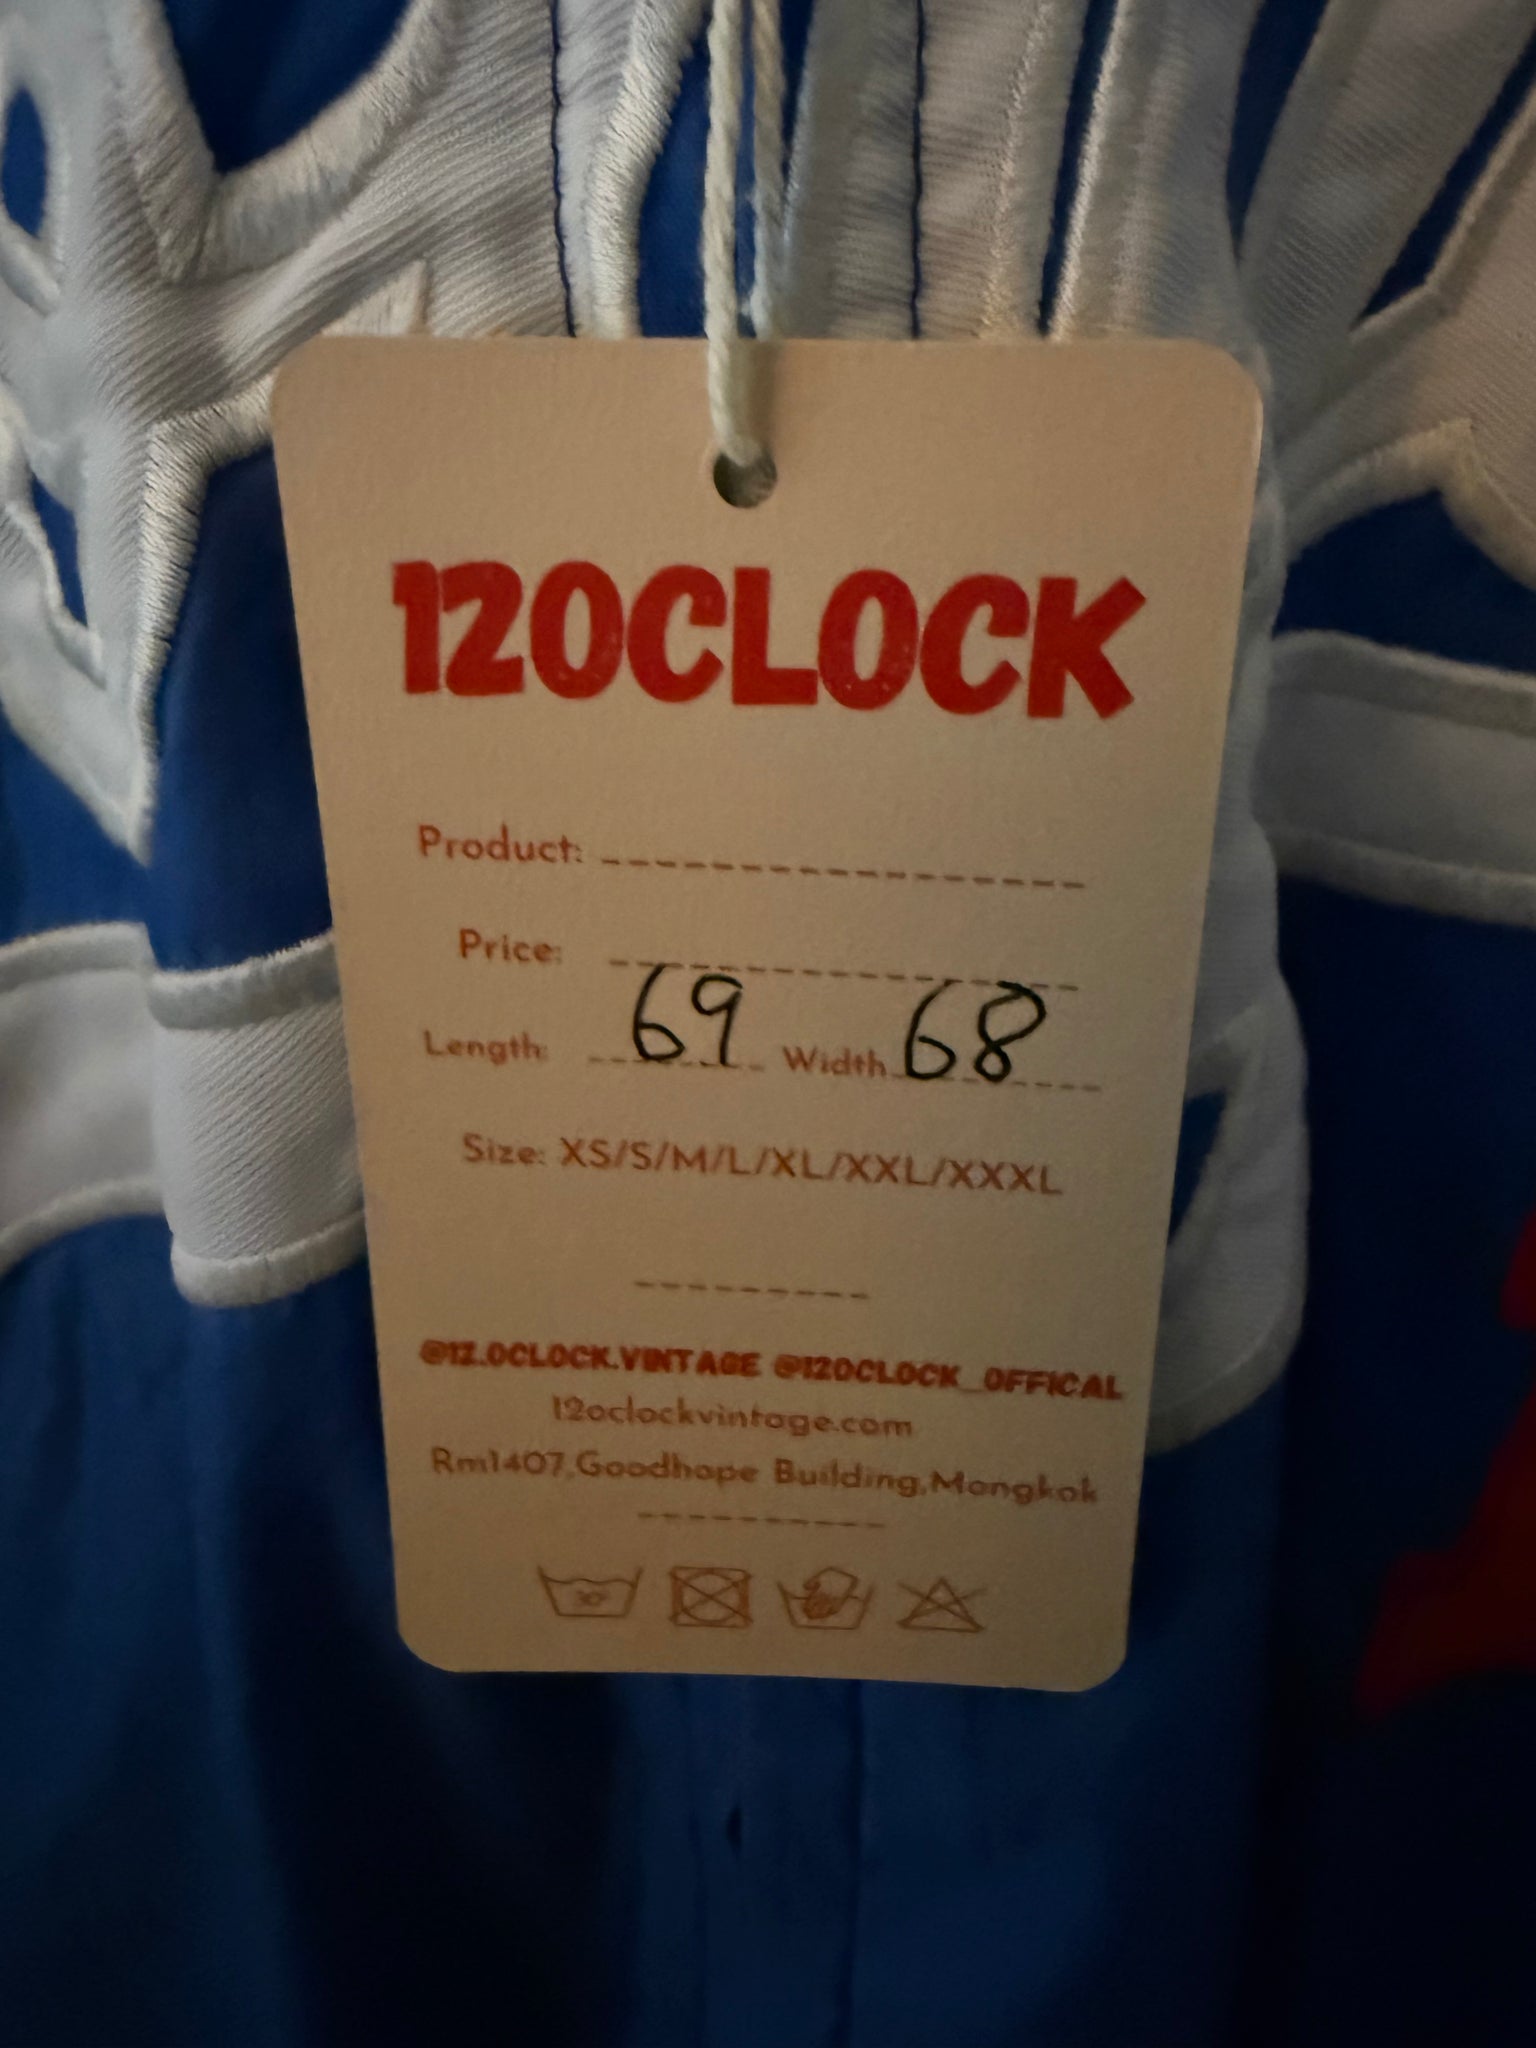 12OCLOCK
Product: -----------------
Price: -----------------
Length: 69 Width 68
Size: XS/S/M/L/XL/XXL/XXXL
---------
@12.OCLOCK.VINTAGE @12OCLOCK_OFFICAL
12oclockvintage.com
Rm1407,Goodhope Building,Mongkok
----------
30°